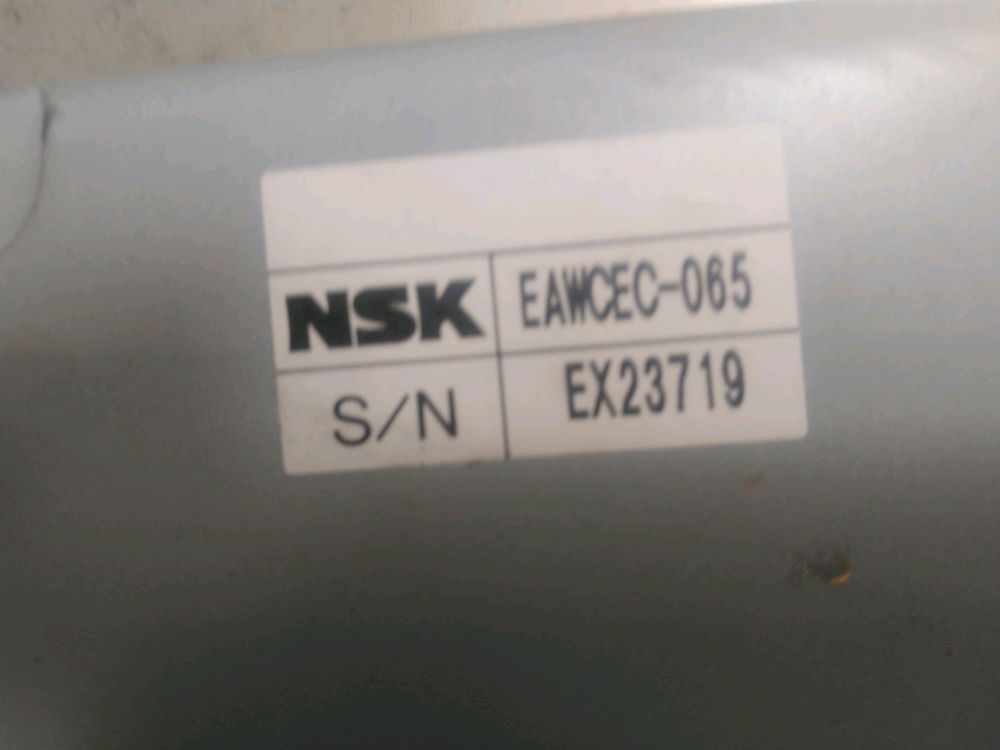 NSK EAWCEC-065
S/N EX23719